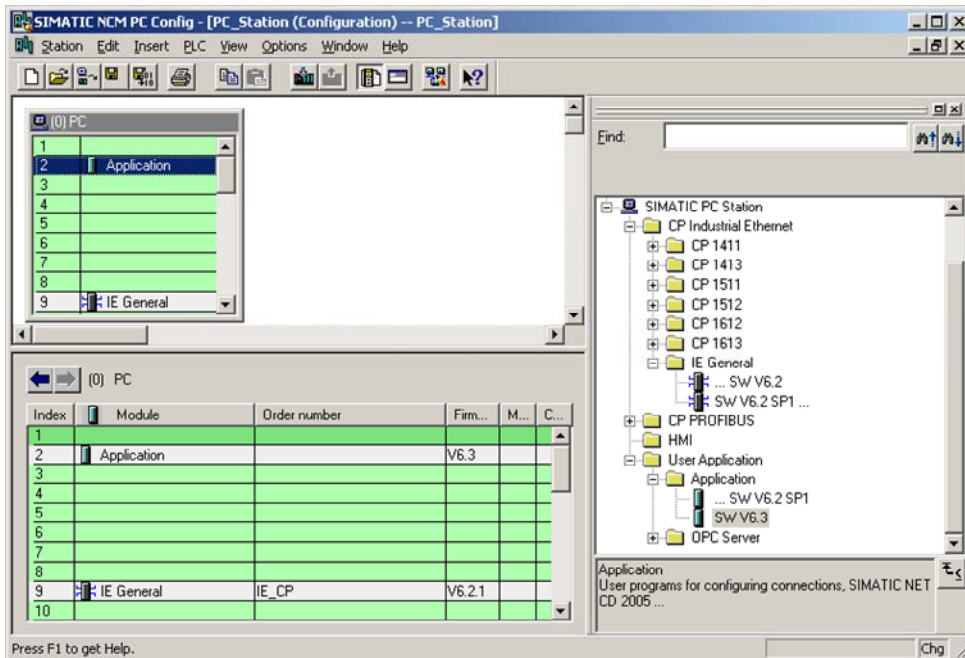 SIMATIC NCM PC Config - [PC_Station (Configuration) -- PC_Station]
Station Edit Insert PLC View Options Window Help
(0) PC
1
2 Application
3
4
5
6
7
8
9 IE General
Find:
SIMATIC PC Station
CP Industrial Ethernet
CP 1411
CP 1413
CP 1511
CP 1512
CP 1612
CP 1613
IE General
... SW V6.2
SW V6.2 SP1 ...
CP PROFIBUS
HMI
User Application
Application
... SW V6.2 SP1
SW V6.3
OPC Server
(0) PC
Index Module Order number Firm... M... C...
1
2 Application V6.3
3
4
5
6
7
8
9 IE General IE_CP V6.2.1
10
Application
User programs for configuring connections, SIMATIC NET
CD 2005 ...
Press F1 to get Help.
Chg